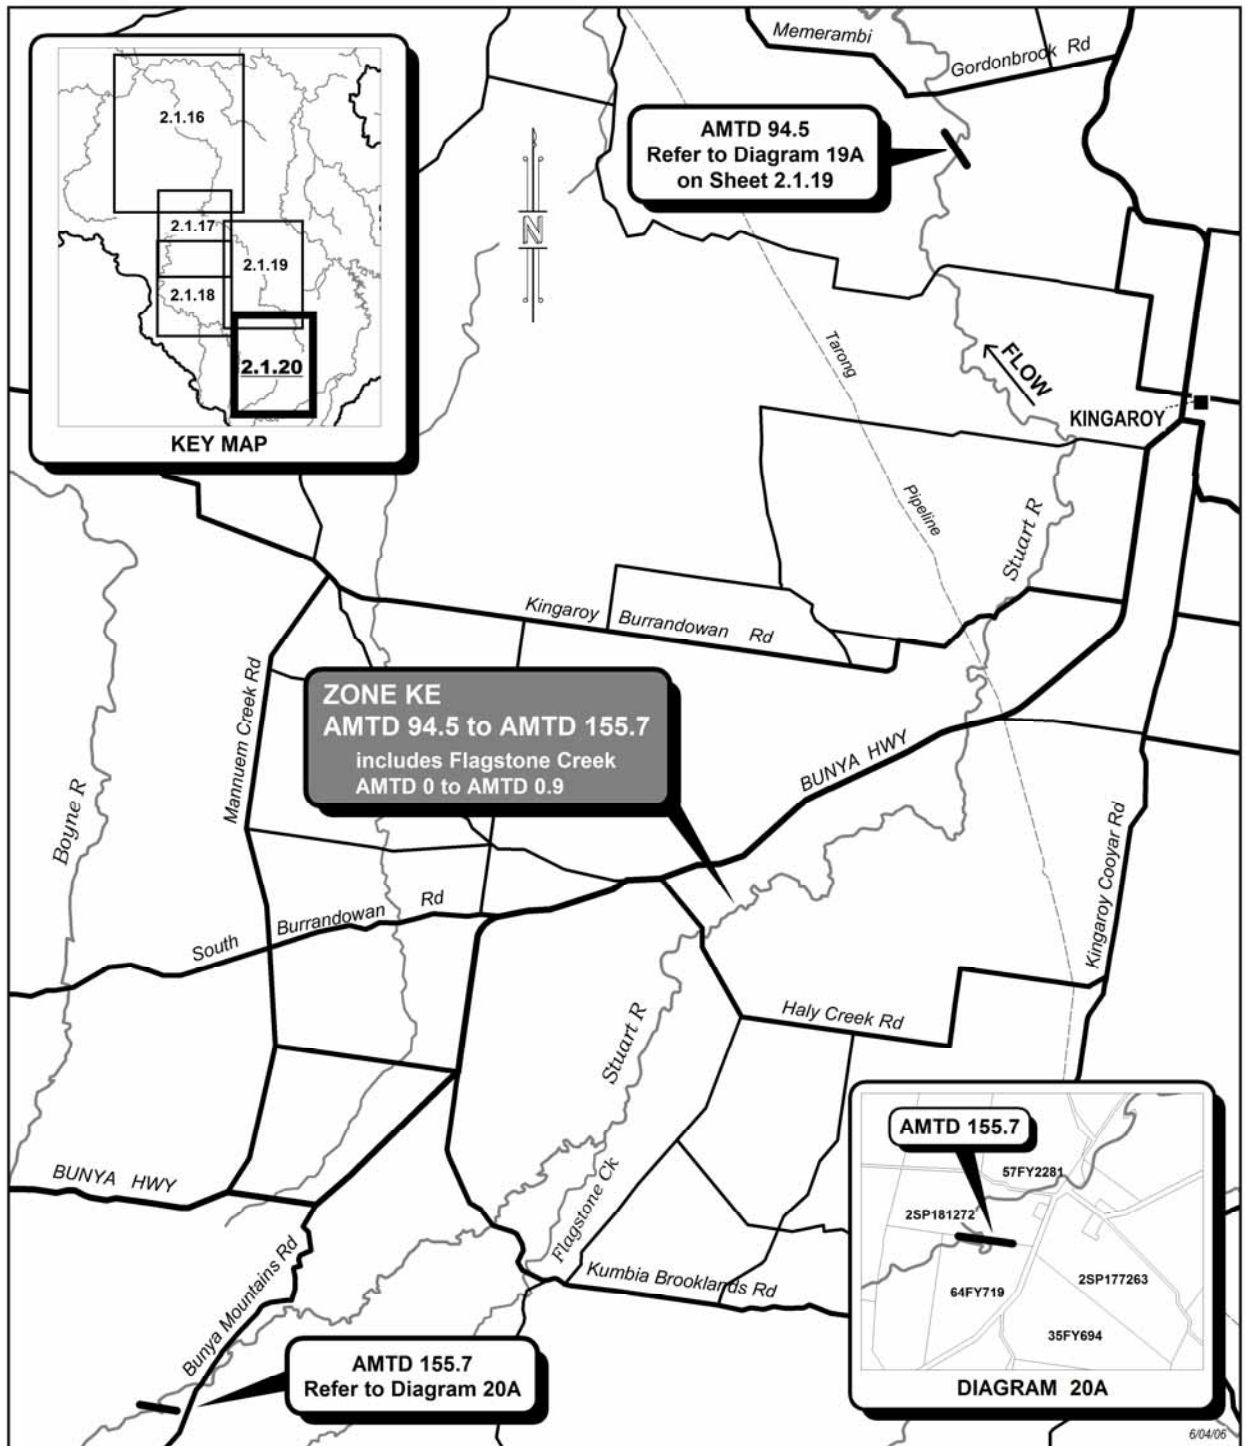 Memerambi
Gordonbrook Rd
2.1.16
2.1.17
2.1.19
2.1.18
2.1.20
KEY MAP
AMTD 94.5
Refer to Diagram 19A
on Sheet 2.1.19
N
Tarong
Pipeline
FLOW
KINGAROY
Stuart R
Kingaroy Burrandowan Rd
Mannuem Creek Rd
ZONE KE
AMTD 94.5 to AMTD 155.7
includes Flagstone Creek
AMTD 0 to AMTD 0.9
BUNYA HWY
Boyne R
Kingaroy Cooyar Rd
South Burrandowan Rd
Haly Creek Rd
Stuart R
Flagstone Ck
BUNYA HWY
Bunya Mountains Rd
Kumbia Brooklands Rd
AMTD 155.7
Refer to Diagram 20A
AMTD 155.7
57FY2281
2SP181272
2SP177263
64FY719
35FY694
DIAGRAM 20A
6/04/06